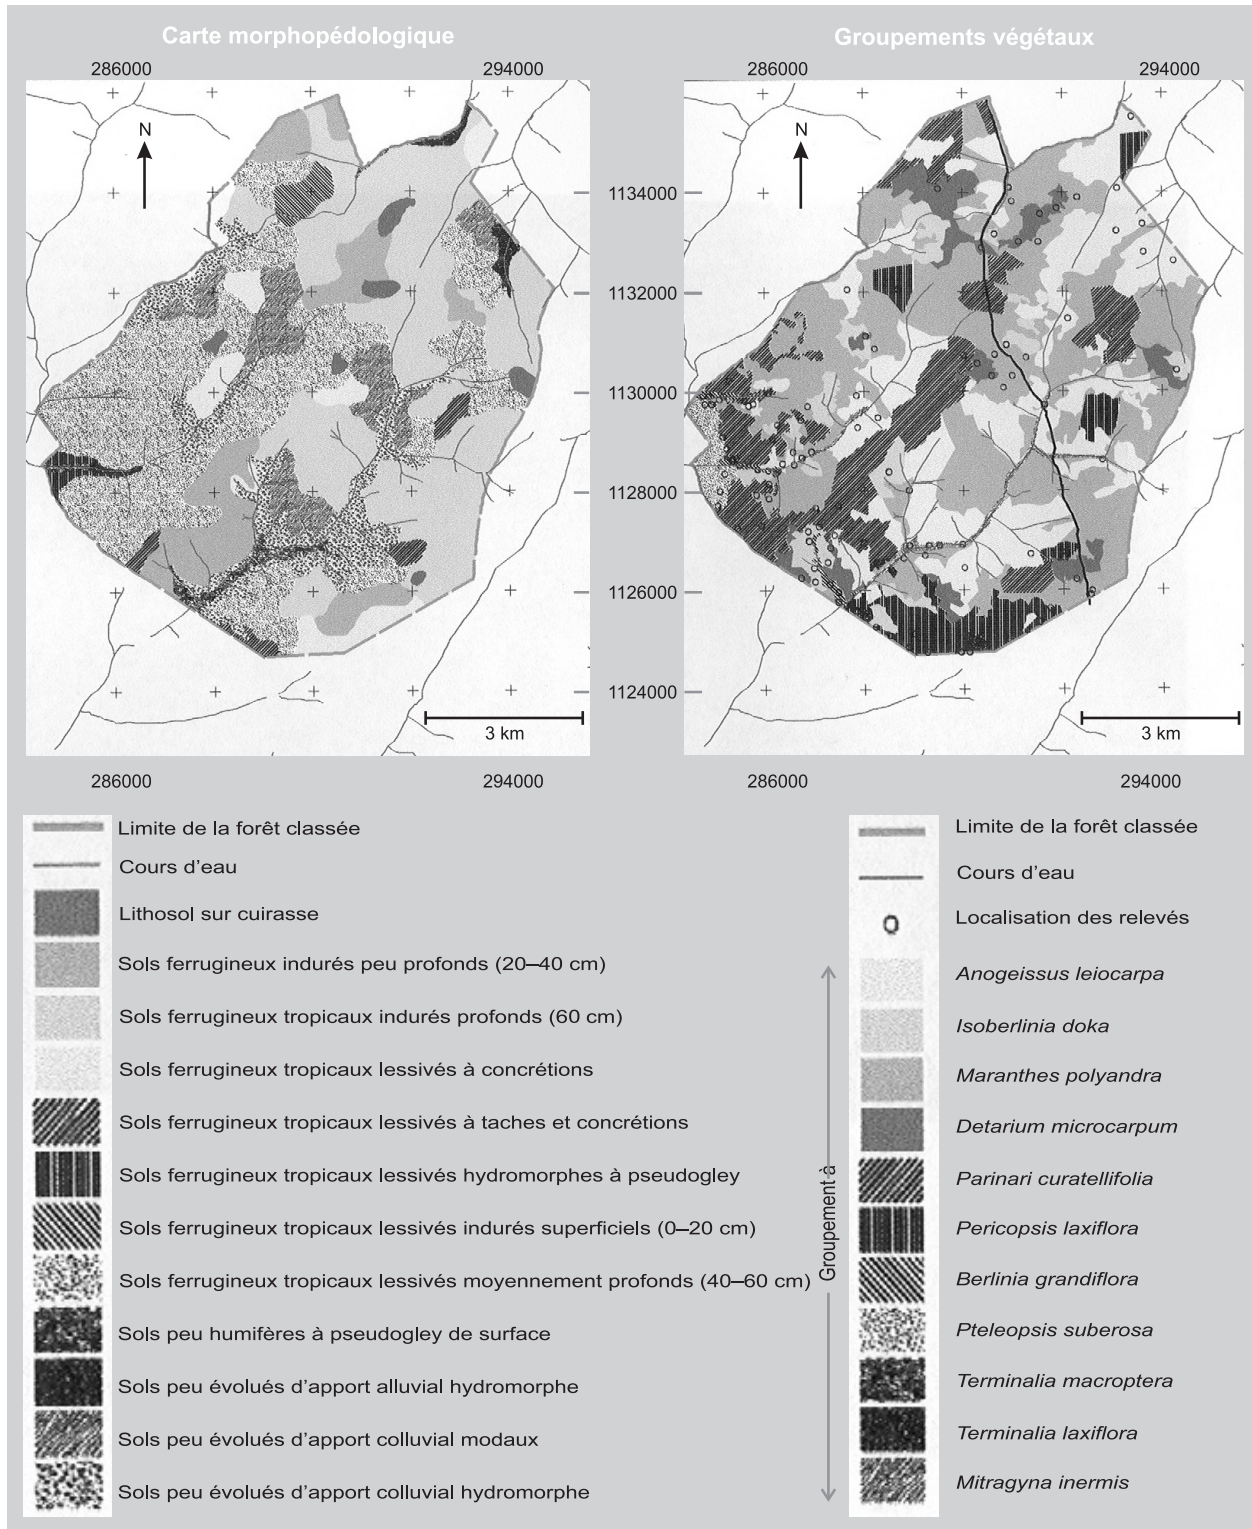 Carte morphopédologique
Groupements végétaux
286000
294000
286000
294000
N
N
1134000
1132000
1130000
1128000
1126000
1124000
3 km
3 km
286000
294000
286000
294000
Limite de la forêt classée
Cours d'eau
Lithosol sur cuirasse
Sols ferrugineux indurés peu profonds (20–40 cm)
Sols ferrugineux tropicaux indurés profonds (60 cm)
Sols ferrugineux tropicaux lessivés à concrétions
Sols ferrugineux tropicaux lessivés à taches et concrétions
Sols ferrugineux tropicaux lessivés hydromorphes à pseudogley
Sols ferrugineux tropicaux lessivés indurés superficiels (0–20 cm)
Sols ferrugineux tropicaux lessivés moyennement profonds (40–60 cm)
Sols peu humifères à pseudogley de surface
Sols peu évolués d'apport alluvial hydromorphe
Sols peu évolués d'apport colluvial modaux
Sols peu évolués d'apport colluvial hydromorphe
Limite de la forêt classée
Cours d'eau
Localisation des relevés
Groupement à
Anogeissus leiocarpa
Isoberlinia doka
Maranthes polyandra
Detarium microcarpum
Parinari curatellifolia
Pericopsis laxiflora
Berlinia grandiflora
Pteleopsis suberosa
Terminalia macroptera
Terminalia laxiflora
Mitragyna inermis